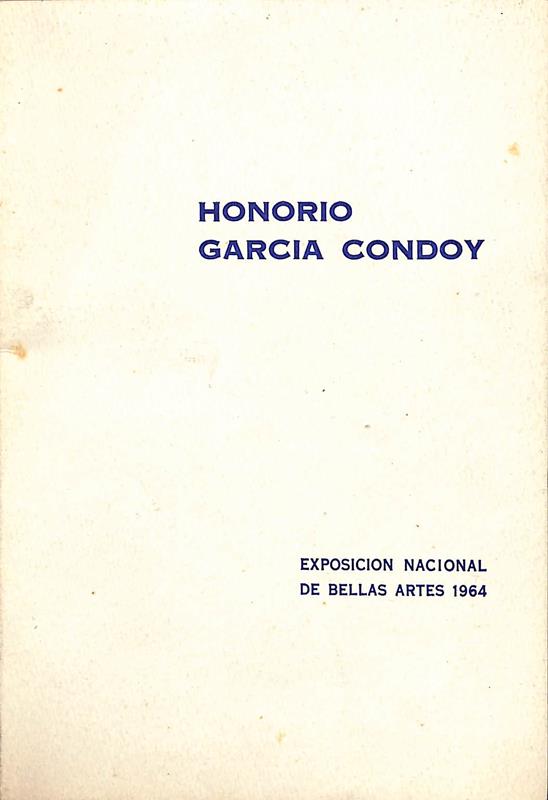 HONORIO
GARCIA CONDOY
EXPOSICION NACIONAL
DE BELLAS ARTES 1964